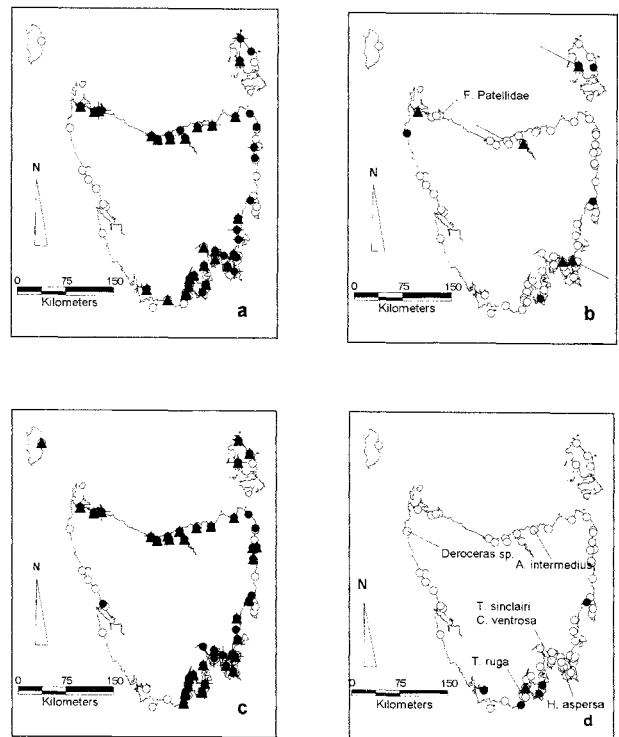 N
0 75 150
Kilometers
a
F. Patellidae
N
0 75 150
Kilometers
b
N
0 75 150
Kilometers
c
Deroceras sp.
A. intermedius
N
T. sinclairi
C. ventrosa
T. ruga
0 75 150
Kilometers
H. aspersa
d